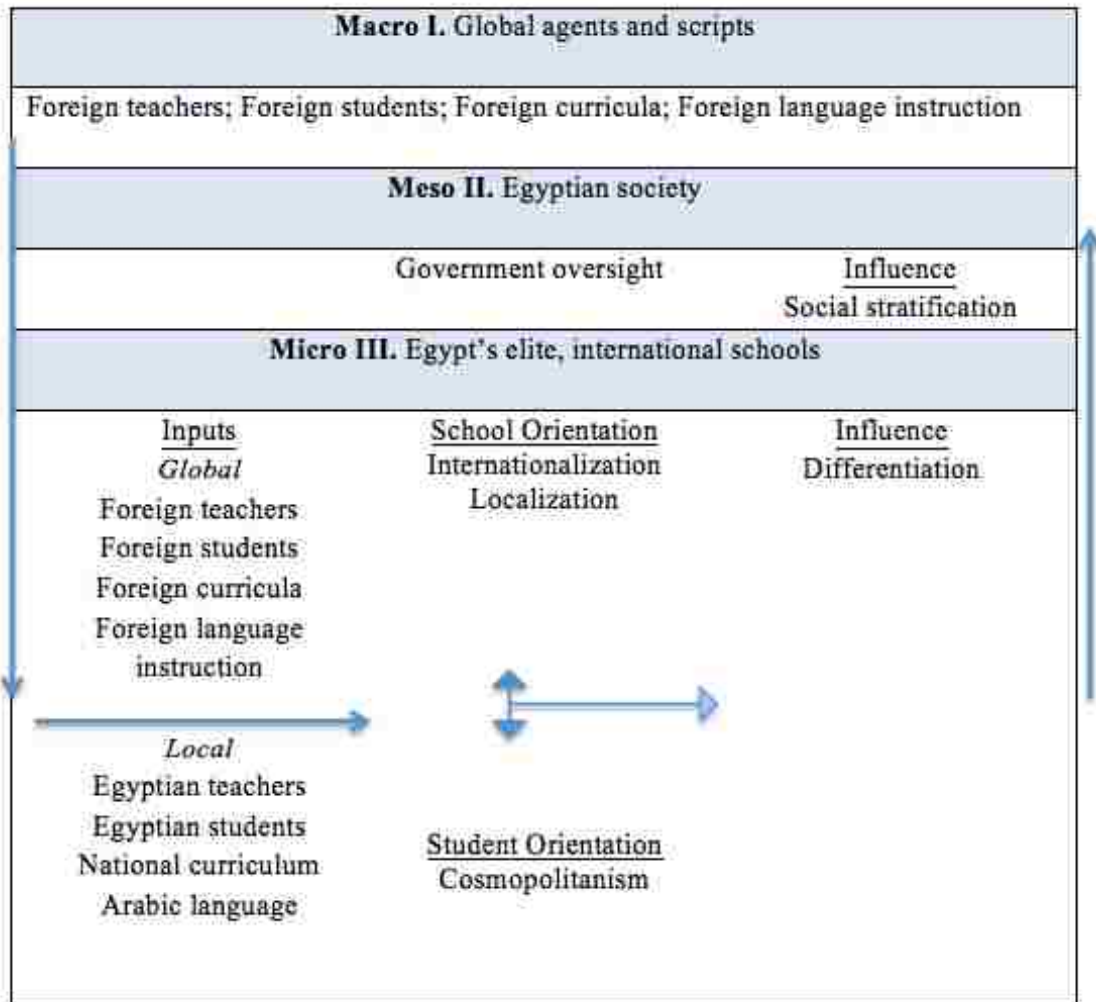 Macro I. Global agents and scripts
Foreign teachers; Foreign students; Foreign curricula; Foreign language instruction
Meso II. Egyptian society
Government oversight
Influence
Social stratification
Micro III. Egypt's elite, international schools
Inputs
Global
Foreign teachers
Foreign students
Foreign curricula
Foreign language
instruction
Local
Egyptian teachers
Egyptian students
National curriculum
Arabic language
School Orientation
Internationalization
Localization
Student Orientation
Cosmopolitanism
Influence
Differentiation